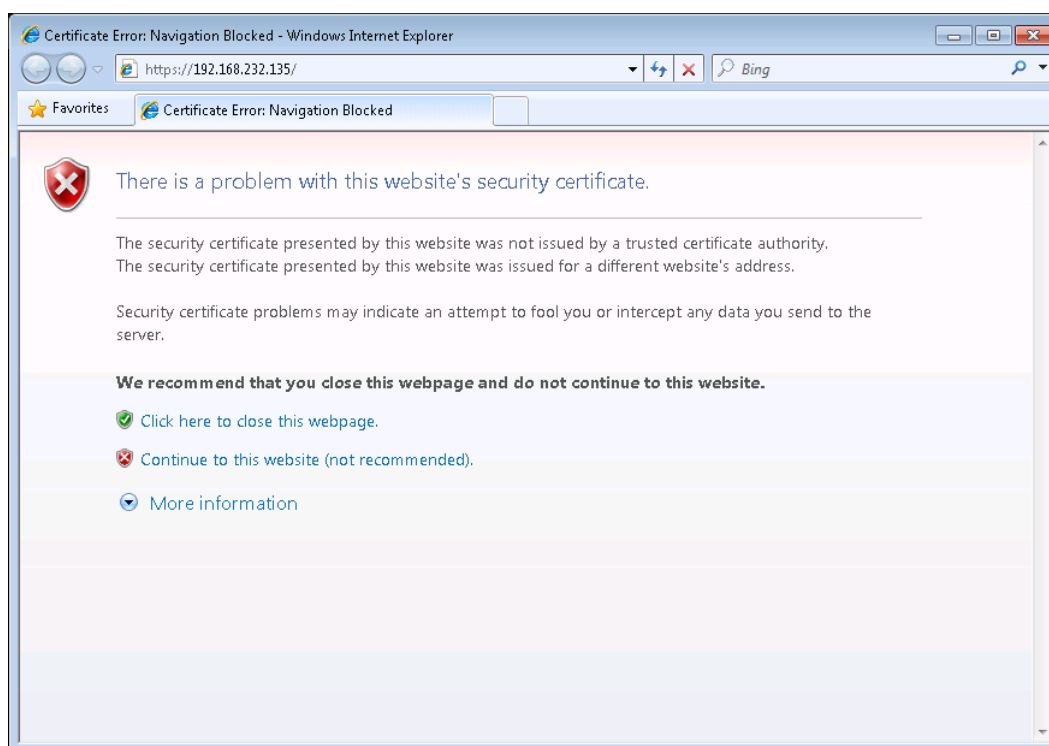 Certificate Error: Navigation Blocked - Windows Internet Explorer
https://192.168.232.135/
Bing
Favorites
Certificate Error: Navigation Blocked
There is a problem with this website's security certificate.
The security certificate presented by this website was not issued by a trusted certificate authority.
The security certificate presented by this website was issued for a different website's address.
Security certificate problems may indicate an attempt to fool you or intercept any data you send to the
server.
We recommend that you close this webpage and do not continue to this website.
Click here to close this webpage.
Continue to this website (not recommended).
More information